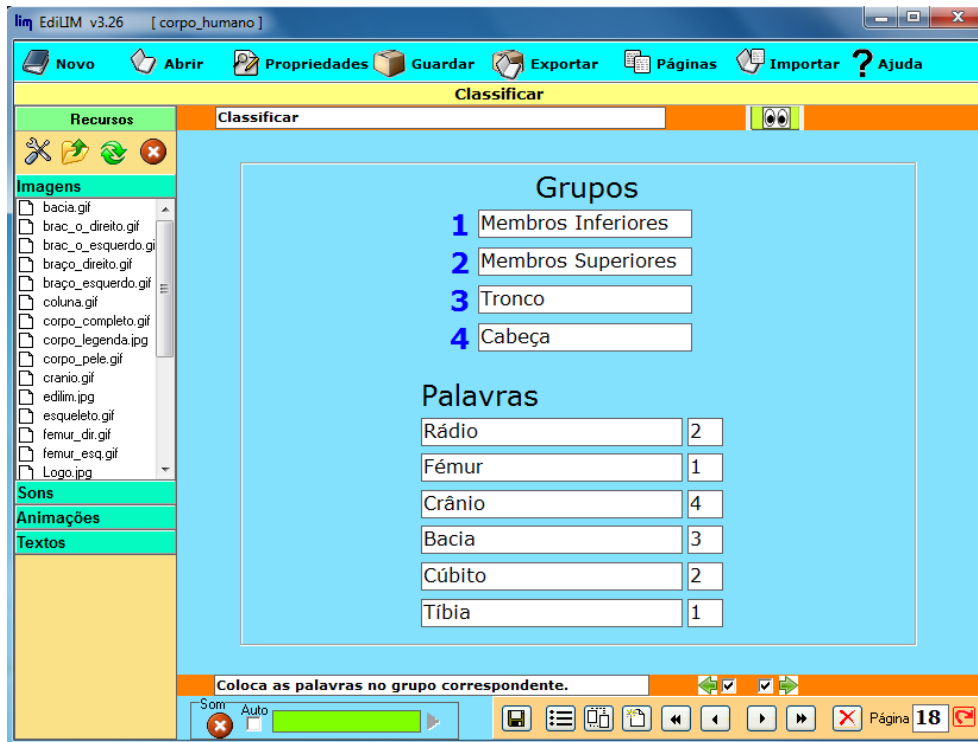 lim EdiLIM v3.26 [ corpo_humano ]
Novo Abrir Propriedades Guardar Exportar Páginas Importar Ajuda
Classificar
Recursos
Classificar
Imagens
bacia.gif
brac_o_direito.gif
brac_o_esquerdo.gi
braço_direito.gif
braço_esquerdo.gif
coluna.gif
corpo_completo.gif
corpo_legenda.jpg
corpo_pele.gif
cranio.gif
edilim.jpg
esqueleto.gif
femur_dir.gif
femur_esq.gif
Logo.jpg
Sons
Animações
Textos
Grupos
1 Membros Inferiores
2 Membros Superiores
3 Tronco
4 Cabeça
Palavras
Rádio 2
Fémur 1
Crânio 4
Bacia 3
Cúbito 2
Tíbia 1
Coloca as palavras no grupo correspondente.
Som Auto
Página 18